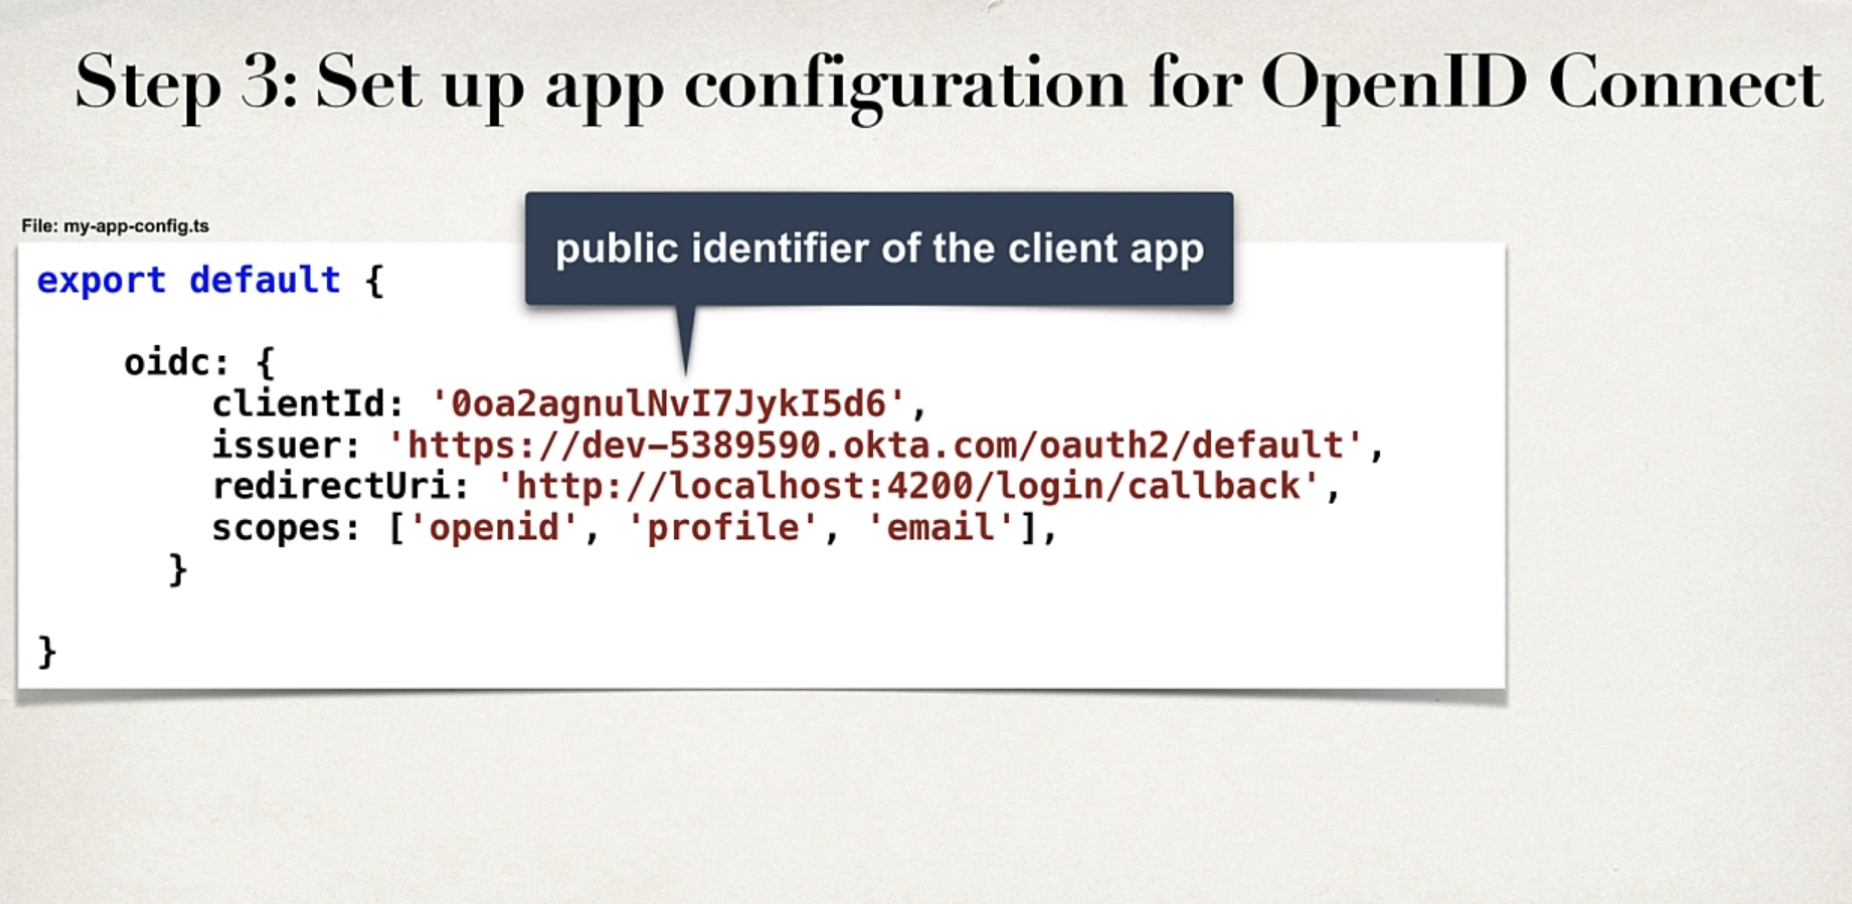 Step 3: Set up app configuration for OpenID Connect
File: my-app-config.ts
public identifier of the client app
export default {
oidc: {
clientId: '0oa2agnulNvI7JykI5d6',
issuer: 'https://dev-5389590.okta.com/oauth2/default',
redirectUri: 'http://localhost:4200/login/callback',
scopes: ['openid', 'profile', 'email'],
}
}